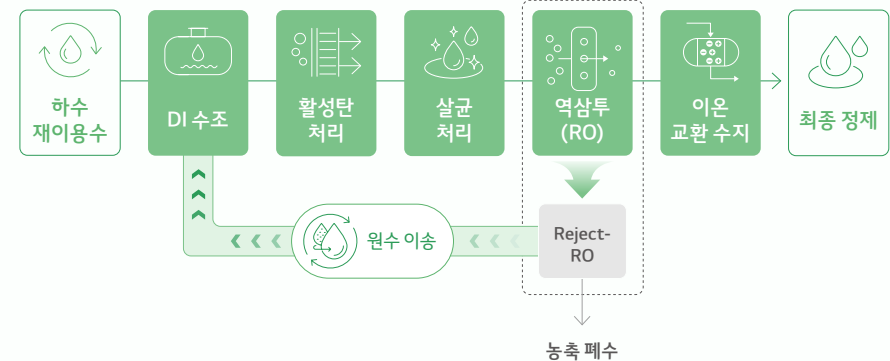 하수
재이용수
DI 수조
활성탄
처리
살균
처리
역삼투
(RO)
이온
교환 수지
최종 정제
원수 이송
Reject-
RO
농축 폐수